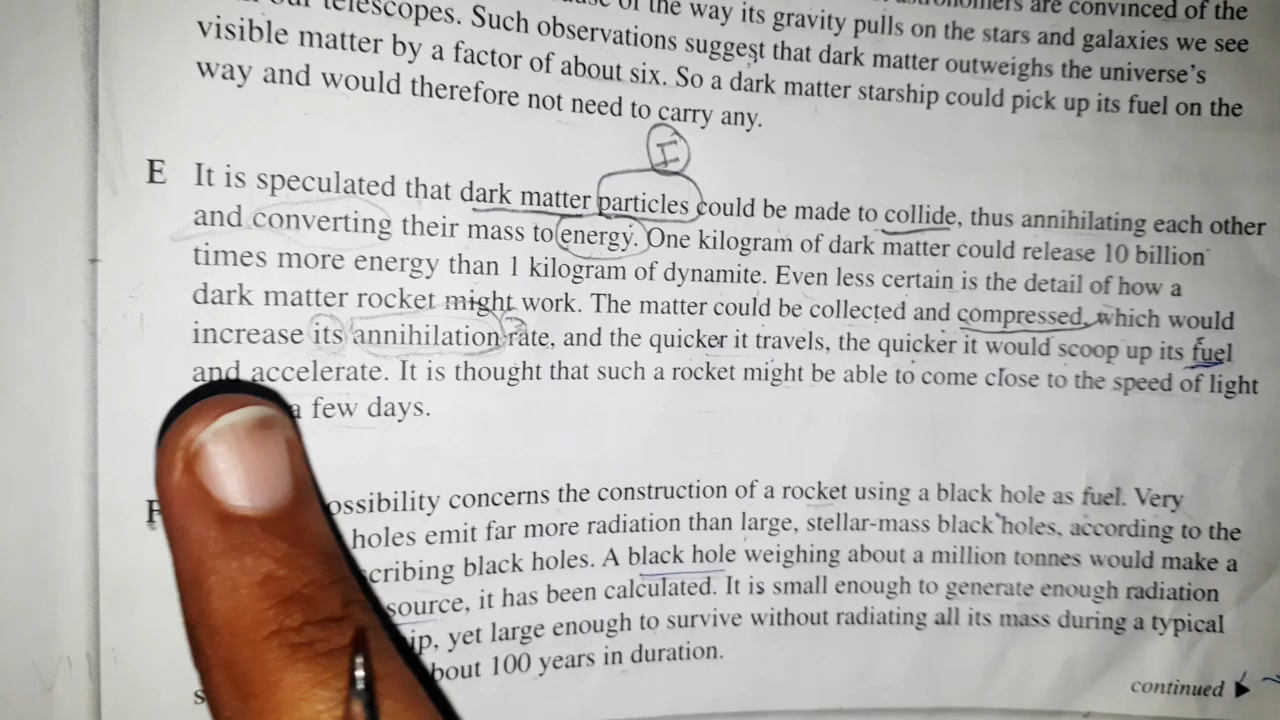 the way its gravity pulls on the stars and galaxies we see
are convinced of the
telescopes. Such observations suggest that dark matter outweighs the universe's
visible matter by a factor of about six. So a dark matter starship could pick up its fuel on the
way and would therefore not need to carry any.
I
E It is speculated that dark matter particles could be made to collide, thus annihilating each other
and converting their mass to energy. One kilogram of dark matter could release 10 billion
times more energy than 1 kilogram of dynamite. Even less certain is the detail of how a
dark matter rocket might work. The matter could be collected and compressed, which would
increase its annihilation rate, and the quicker it travels, the quicker it would scoop up its fuel
and accelerate. It is thought that such a rocket might be able to come close to the speed of light
a few days.
F ossibility concerns the construction of a rocket using a black hole as fuel. Very
holes emit far more radiation than large, stellar-mass black holes, according to the
cribing black holes. A black hole weighing about a million tonnes would make a
source, it has been calculated. It is small enough to generate enough radiation
ip, yet large enough to survive without radiating all its mass during a typical
bout 100 years in duration.
s
continued